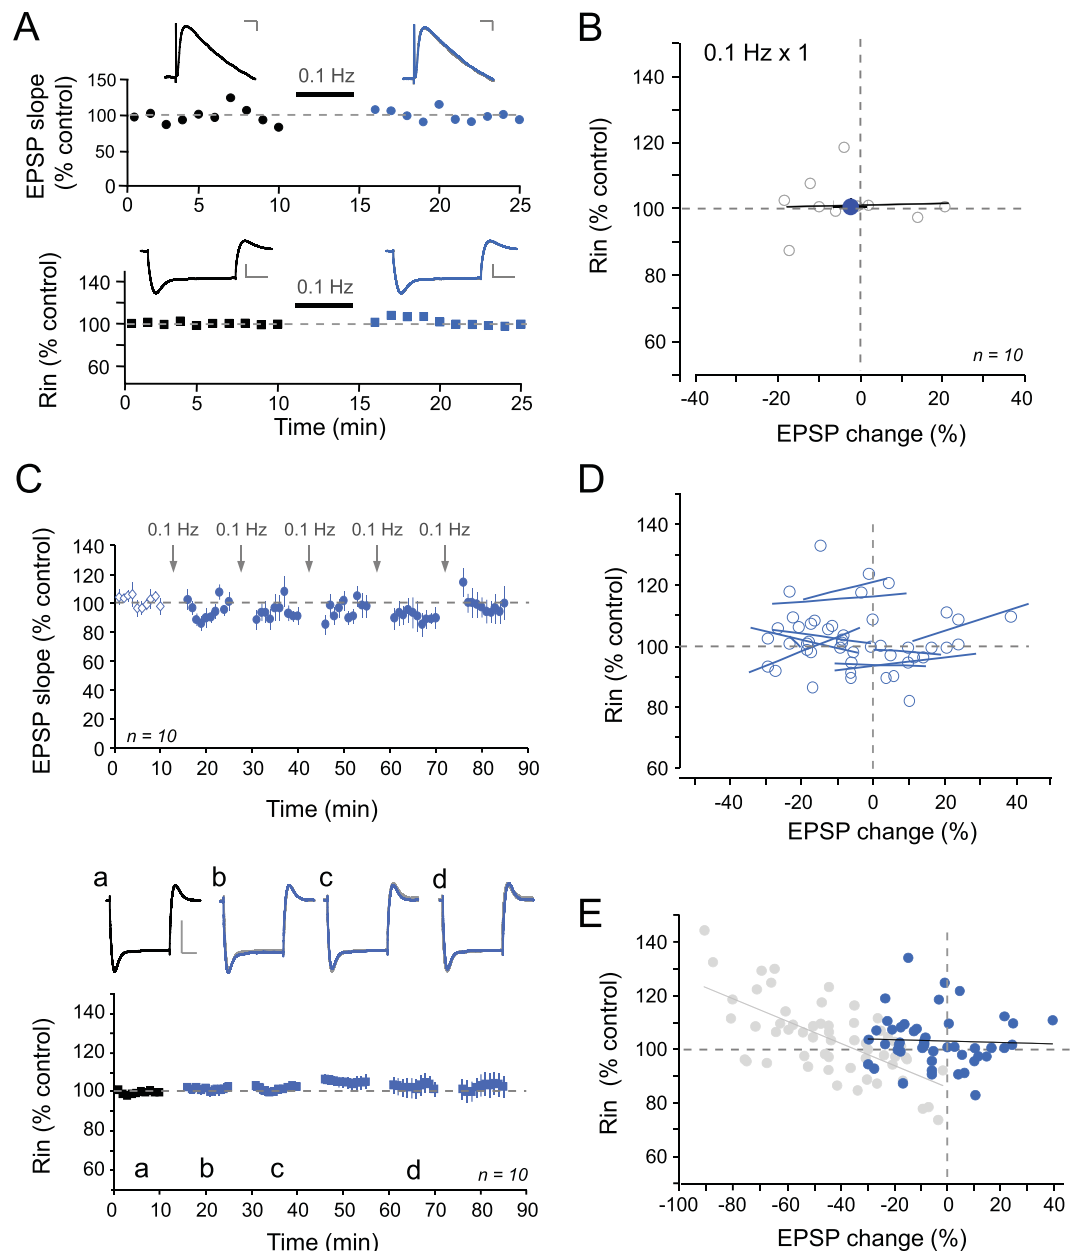 A
0.1 Hz
EPSP slope
(% control)
150
100
50
0
0 5 10 15 20 25
0.1 Hz
Rin (% control)
140
100
60
0 5 10 15 20 25
Time (min)
B
0.1 Hz x 1
Rin (% control)
140
120
100
80
60
n = 10
-40 -20 0 20 40
EPSP change (%)
C
0.1 Hz 0.1 Hz 0.1 Hz 0.1 Hz 0.1 Hz
EPSP slope (% control)
140
120
100
80
60
40
20
0
n = 10
0 10 20 30 40 50 60 70 80 90
Time (min)
a b c d
Rin (% control)
140
120
100
80
60
a b c d
n = 10
0 10 20 30 40 50 60 70 80 90
Time (min)
D
Rin (% control)
140
120
100
80
60
-40 -20 0 20 40
EPSP change (%)
E
Rin (% control)
140
120
100
80
60
-100 -80 -60 -40 -20 0 20 40
EPSP change (%)